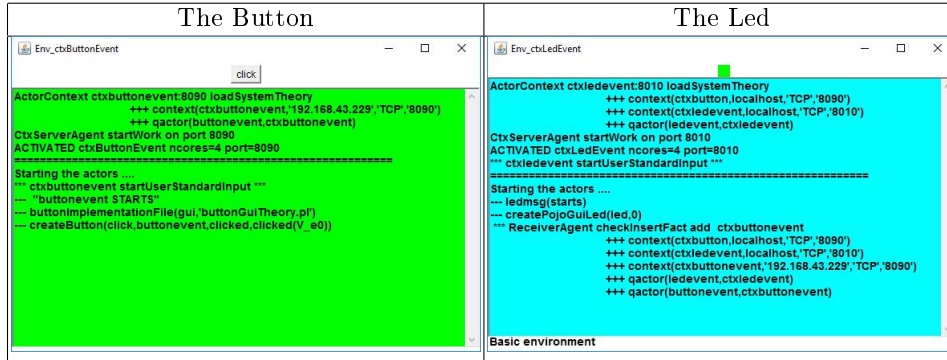 The Button
The Led
Env_ctxButtonEvent
click
ActorContext ctxbuttonevent:8090 loadSystemTheory
+++ context(ctxbuttonevent,'192.168.43.229','TCP','8090')
+++ qactor(buttonevent,ctxbuttonevent)
CtxServerAgent startWork on port 8090
ACTIVATED ctxButtonEvent ncores=4 port=8090
==========================================================
Starting the actors ....
*** ctxbuttonevent startUserStandardInput ***
--- "buttonevent STARTS"
--- buttonImplementationFile(gui,'buttonGuiTheory.pl')
--- createButton(click,buttonevent,clicked,clicked(V_e0))
Env_ctxLedEvent
ActorContext ctxledevent:8010 loadSystemTheory
+++ context(ctxbutton,localhost,'TCP','8090')
+++ context(ctxledevent,localhost,'TCP','8010')
+++ qactor(ledevent,ctxledevent)
CtxServerAgent startWork on port 8010
ACTIVATED ctxLedEvent ncores=4 port=8010
*** ctxledevent startUserStandardInput ***
==========================================================
Starting the actors ....
--- ledmsg(starts)
--- createPojoGuiLed(led,0)
*** ReceiverAgent checkInsertFact add ctxbuttonevent
+++ context(ctxbutton,localhost,'TCP','8090')
+++ context(ctxledevent,localhost,'TCP','8010')
+++ context(ctxbuttonevent,'192.168.43.229','TCP','8090')
+++ qactor(ledevent,ctxledevent)
+++ qactor(buttonevent,ctxbuttonevent)
Basic environment